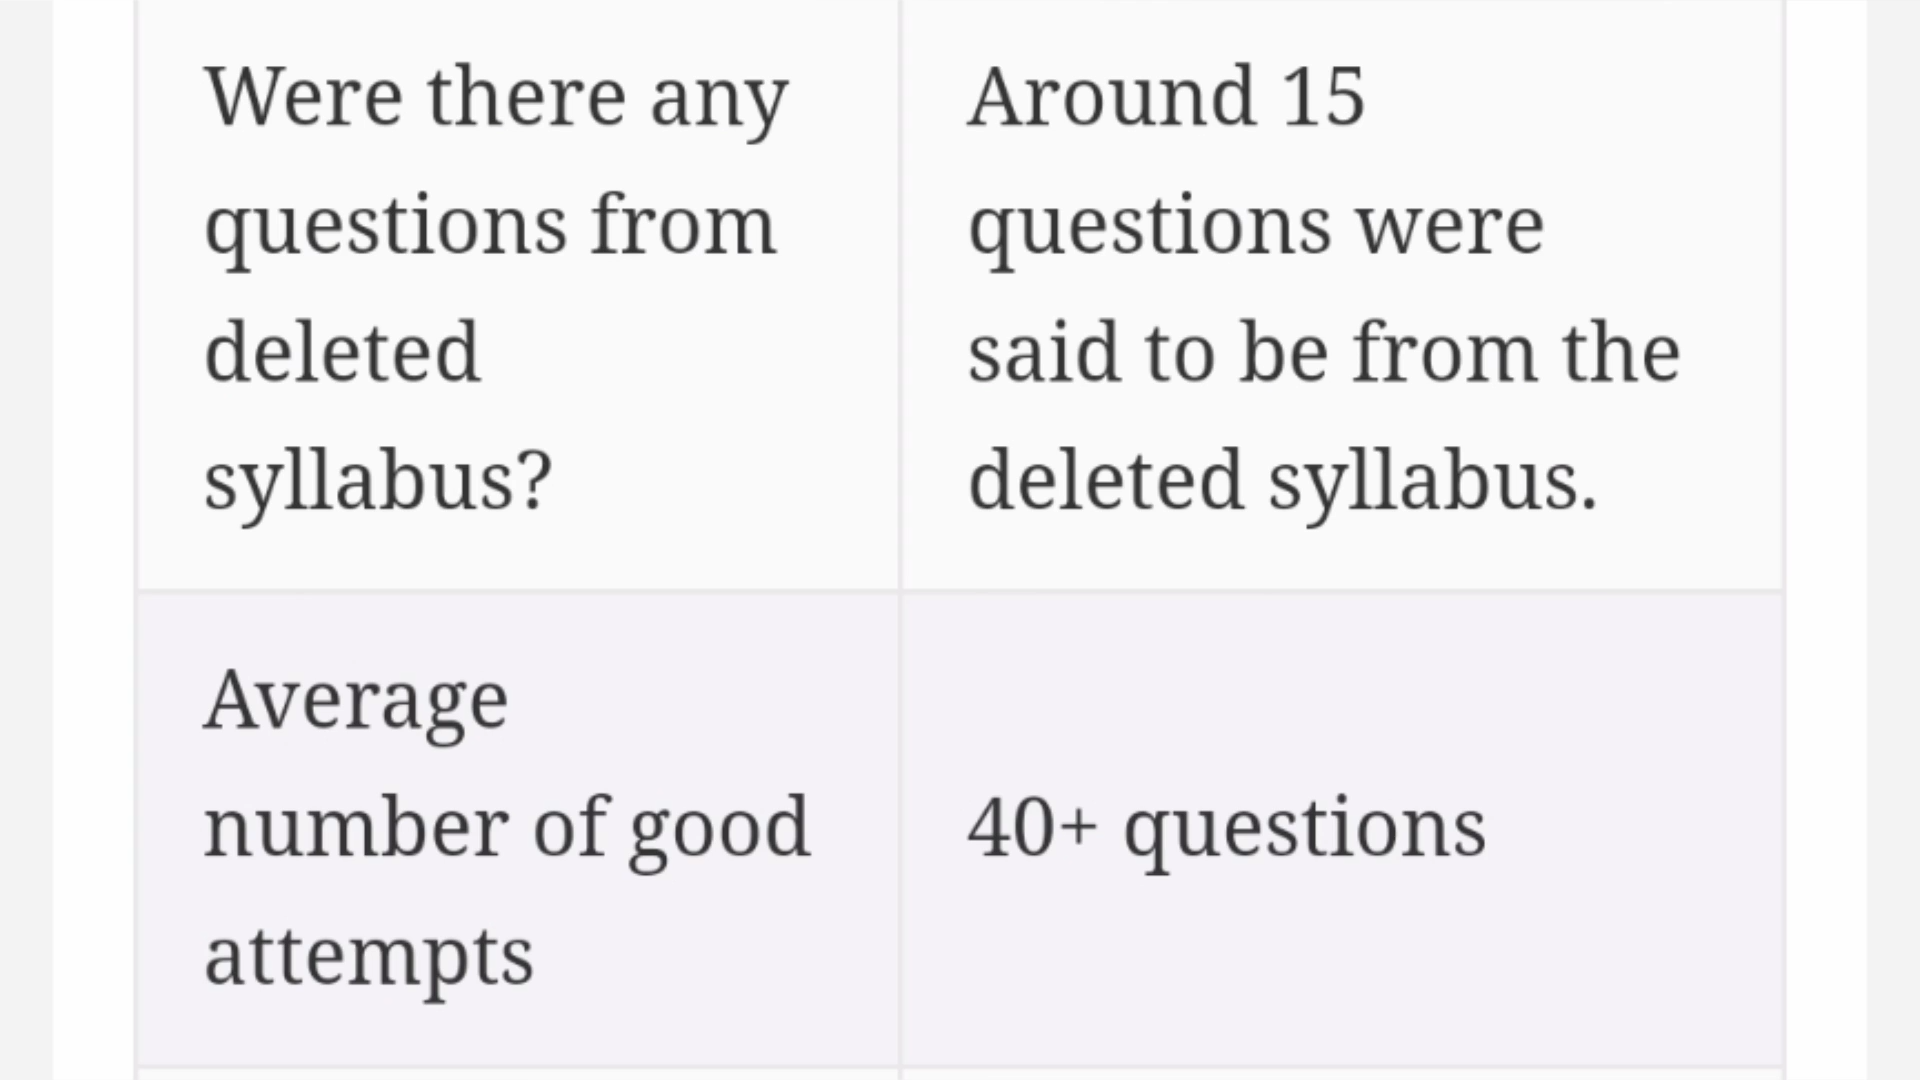 Were there any
questions from
deleted
syllabus?
Around 15
questions were
said to be from the
deleted syllabus.
Average
number of good
attempts
40+ questions